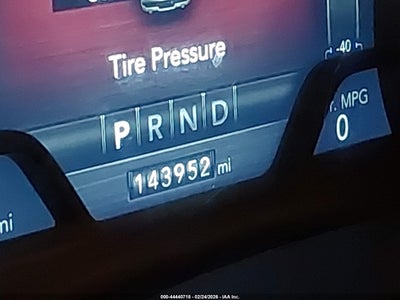 Tire Pressure
-40
P R N D
MPG
0
143952 mi
mi
000-44440718 - 02/24/2026 - IAA Inc.